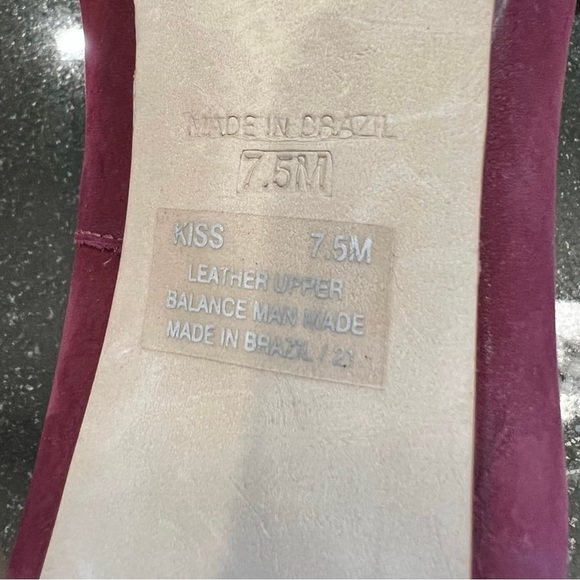 MADE IN BRAZIL
7.5M
KISS 7.5M
LEATHER UPPER
BALANCE MAN MADE
MADE IN BRAZIL / 21